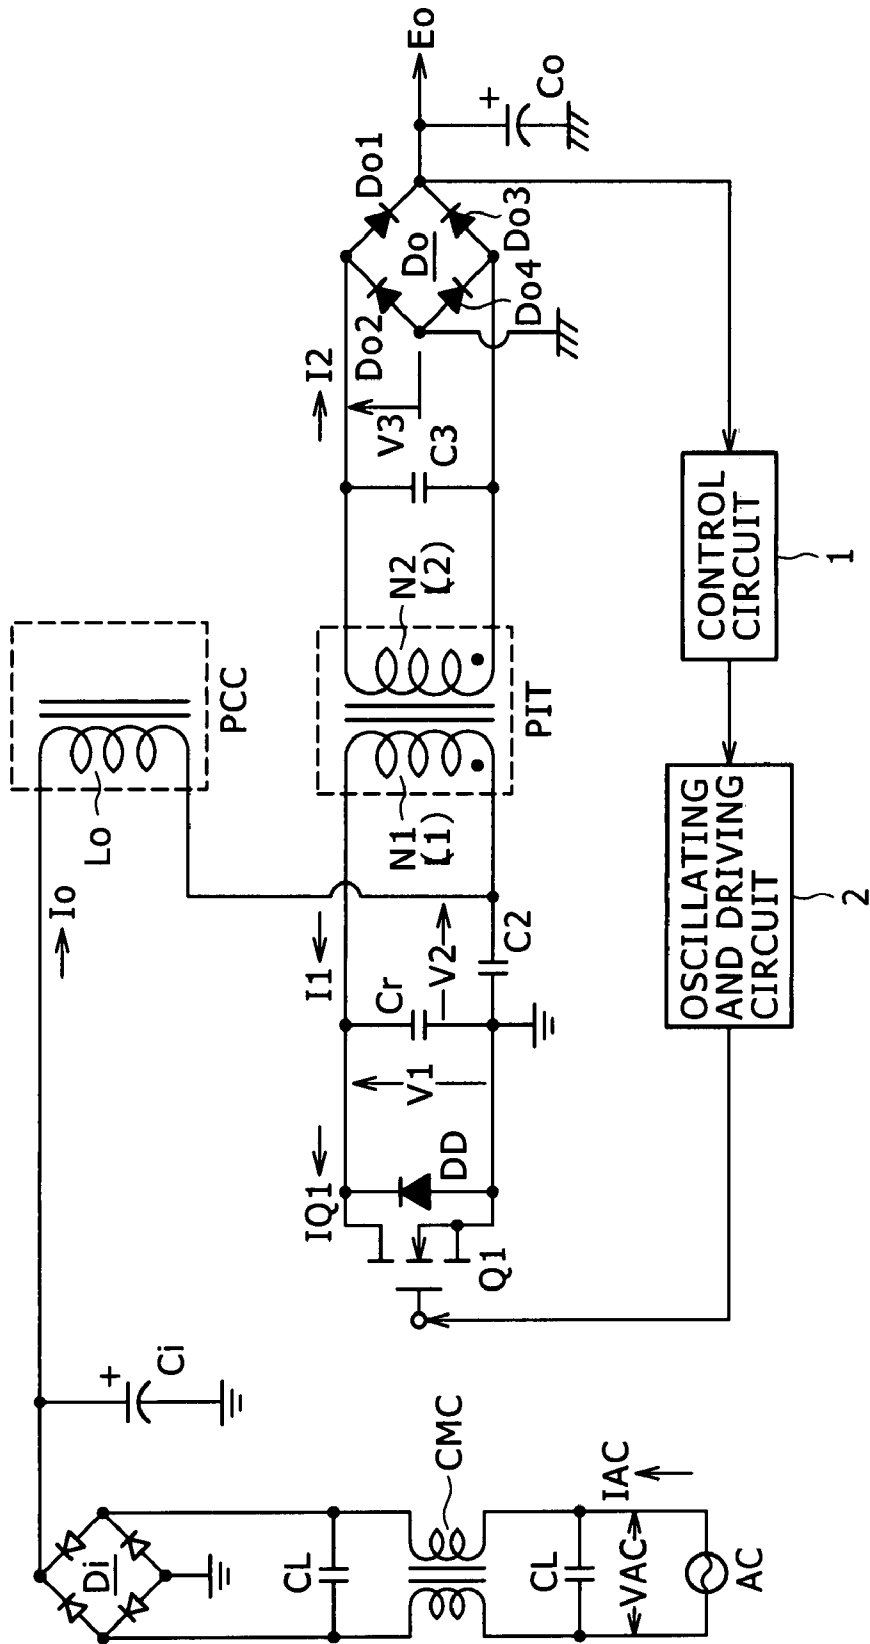 AC
VAC
IAC
CL
CMC
CL
Di
+
Ci
Io
Lo
PCC
Q1
IQ1
DD
V1
Cr
I1
V2
C2
N1
(L1)
N2
(L2)
PIT
C3
V3
I2
Do2
Do1
Do
Do4
Do3
+
Co
Eo
CONTROL
CIRCUIT
1
OSCILLATING
AND DRIVING
CIRCUIT
2